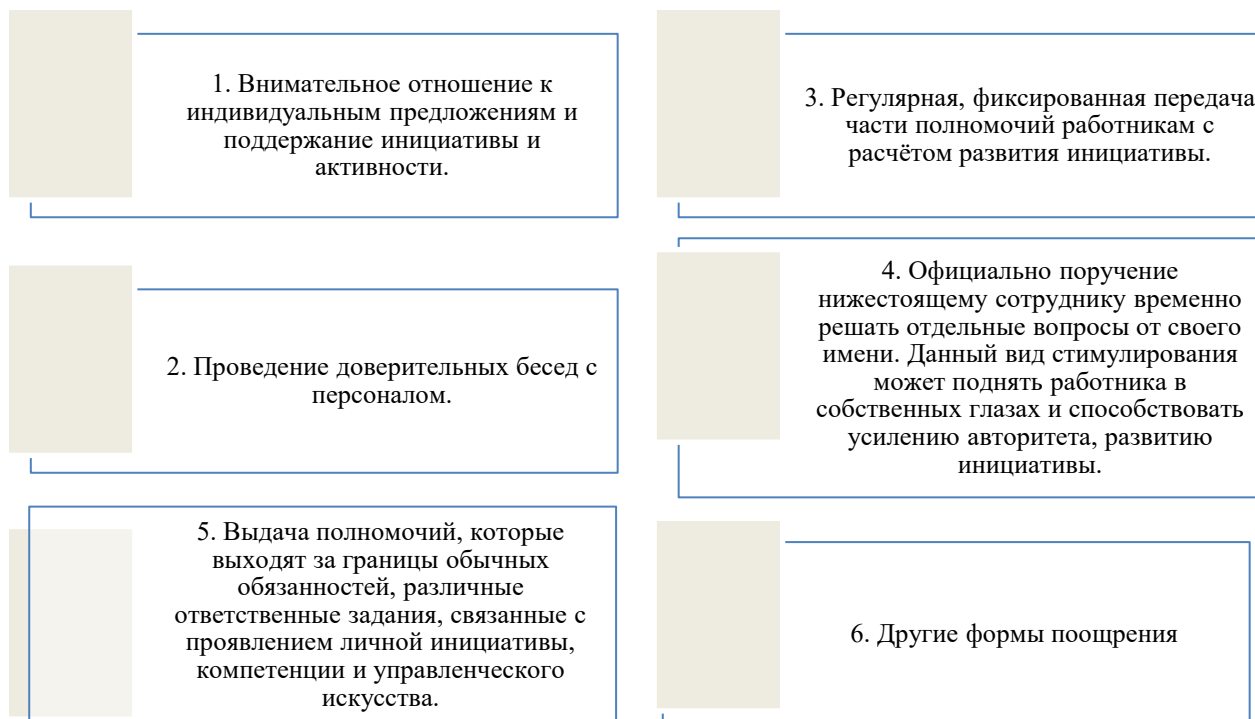 1. Внимательное отношение к
индивидуальным предложениям и
поддержание инициативы и
активности.
2. Проведение доверительных бесед с
персоналом.
3. Регулярная, фиксированная передача
части полномочий работникам с
расчётом развития инициативы.
4. Официально поручение
нижестоящему сотруднику временно
решать отдельные вопросы от своего
имени. Данный вид стимулирования
может поднять работника в
собственных глазах и способствовать
усилению авторитета, развитию
инициативы.
5. Выдача полномочий, которые
выходят за границы обычных
обязанностей, различные
ответственные задания, связанные с
проявлением личной инициативы,
компетенции и управленческого
искусства.
6. Другие формы поощрения